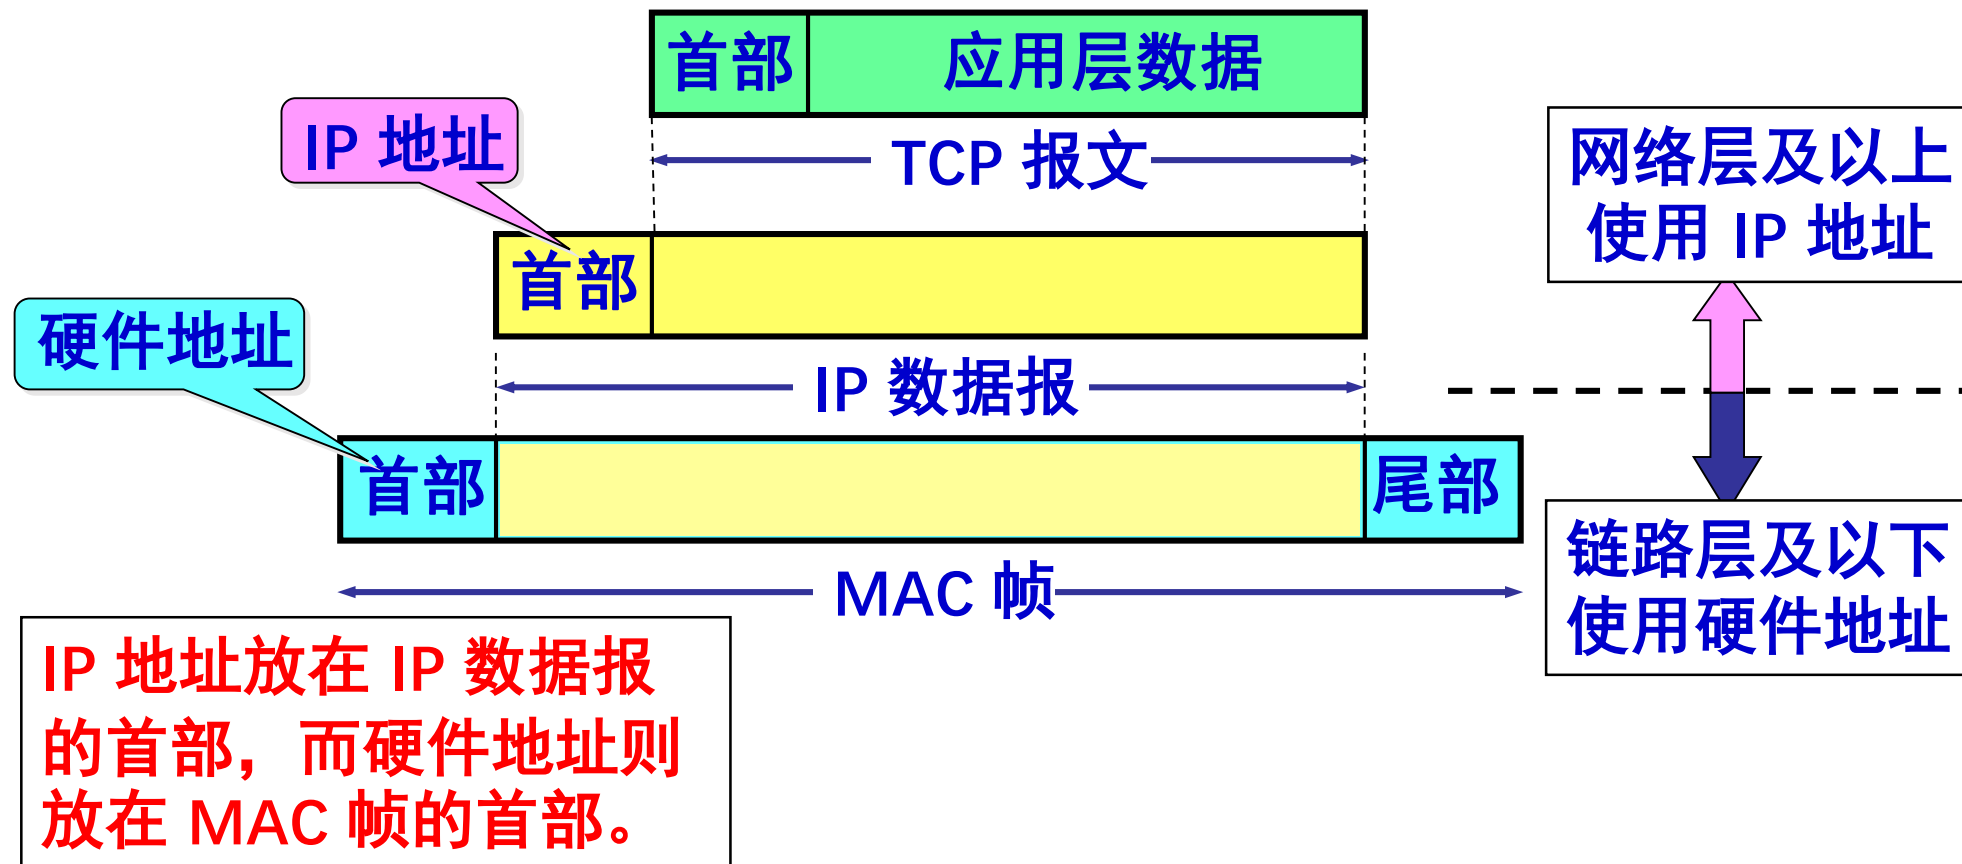 首部
应用层数据
IP 地址
TCP 报文
网络层及以上
使用 IP 地址
首部
硬件地址
IP 数据报
首部
尾部
链路层及以下
使用硬件地址
MAC 帧
IP 地址放在 IP 数据报
的首部，而硬件地址则
放在 MAC 帧的首部。